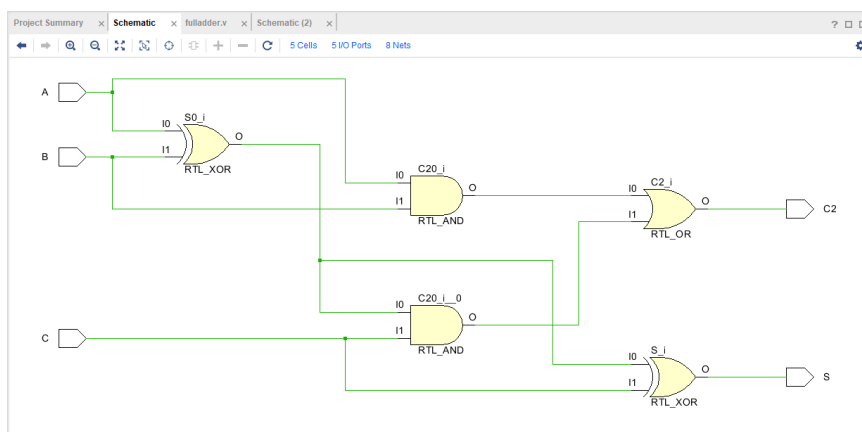 Project Summary × Schematic × fulladder.v × Schematic (2) × ?
5 Cells 5 I/O Ports 8 Nets
A
S0_i
I0
O
B
I1
RTL_XOR
C20_i
I0
O
I1
RTL_AND
C2_i
I0
O
C2
I1
RTL_OR
C20_i__0
I0
O
C
I1
RTL_AND
S_i
I0
O
S
I1
RTL_XOR